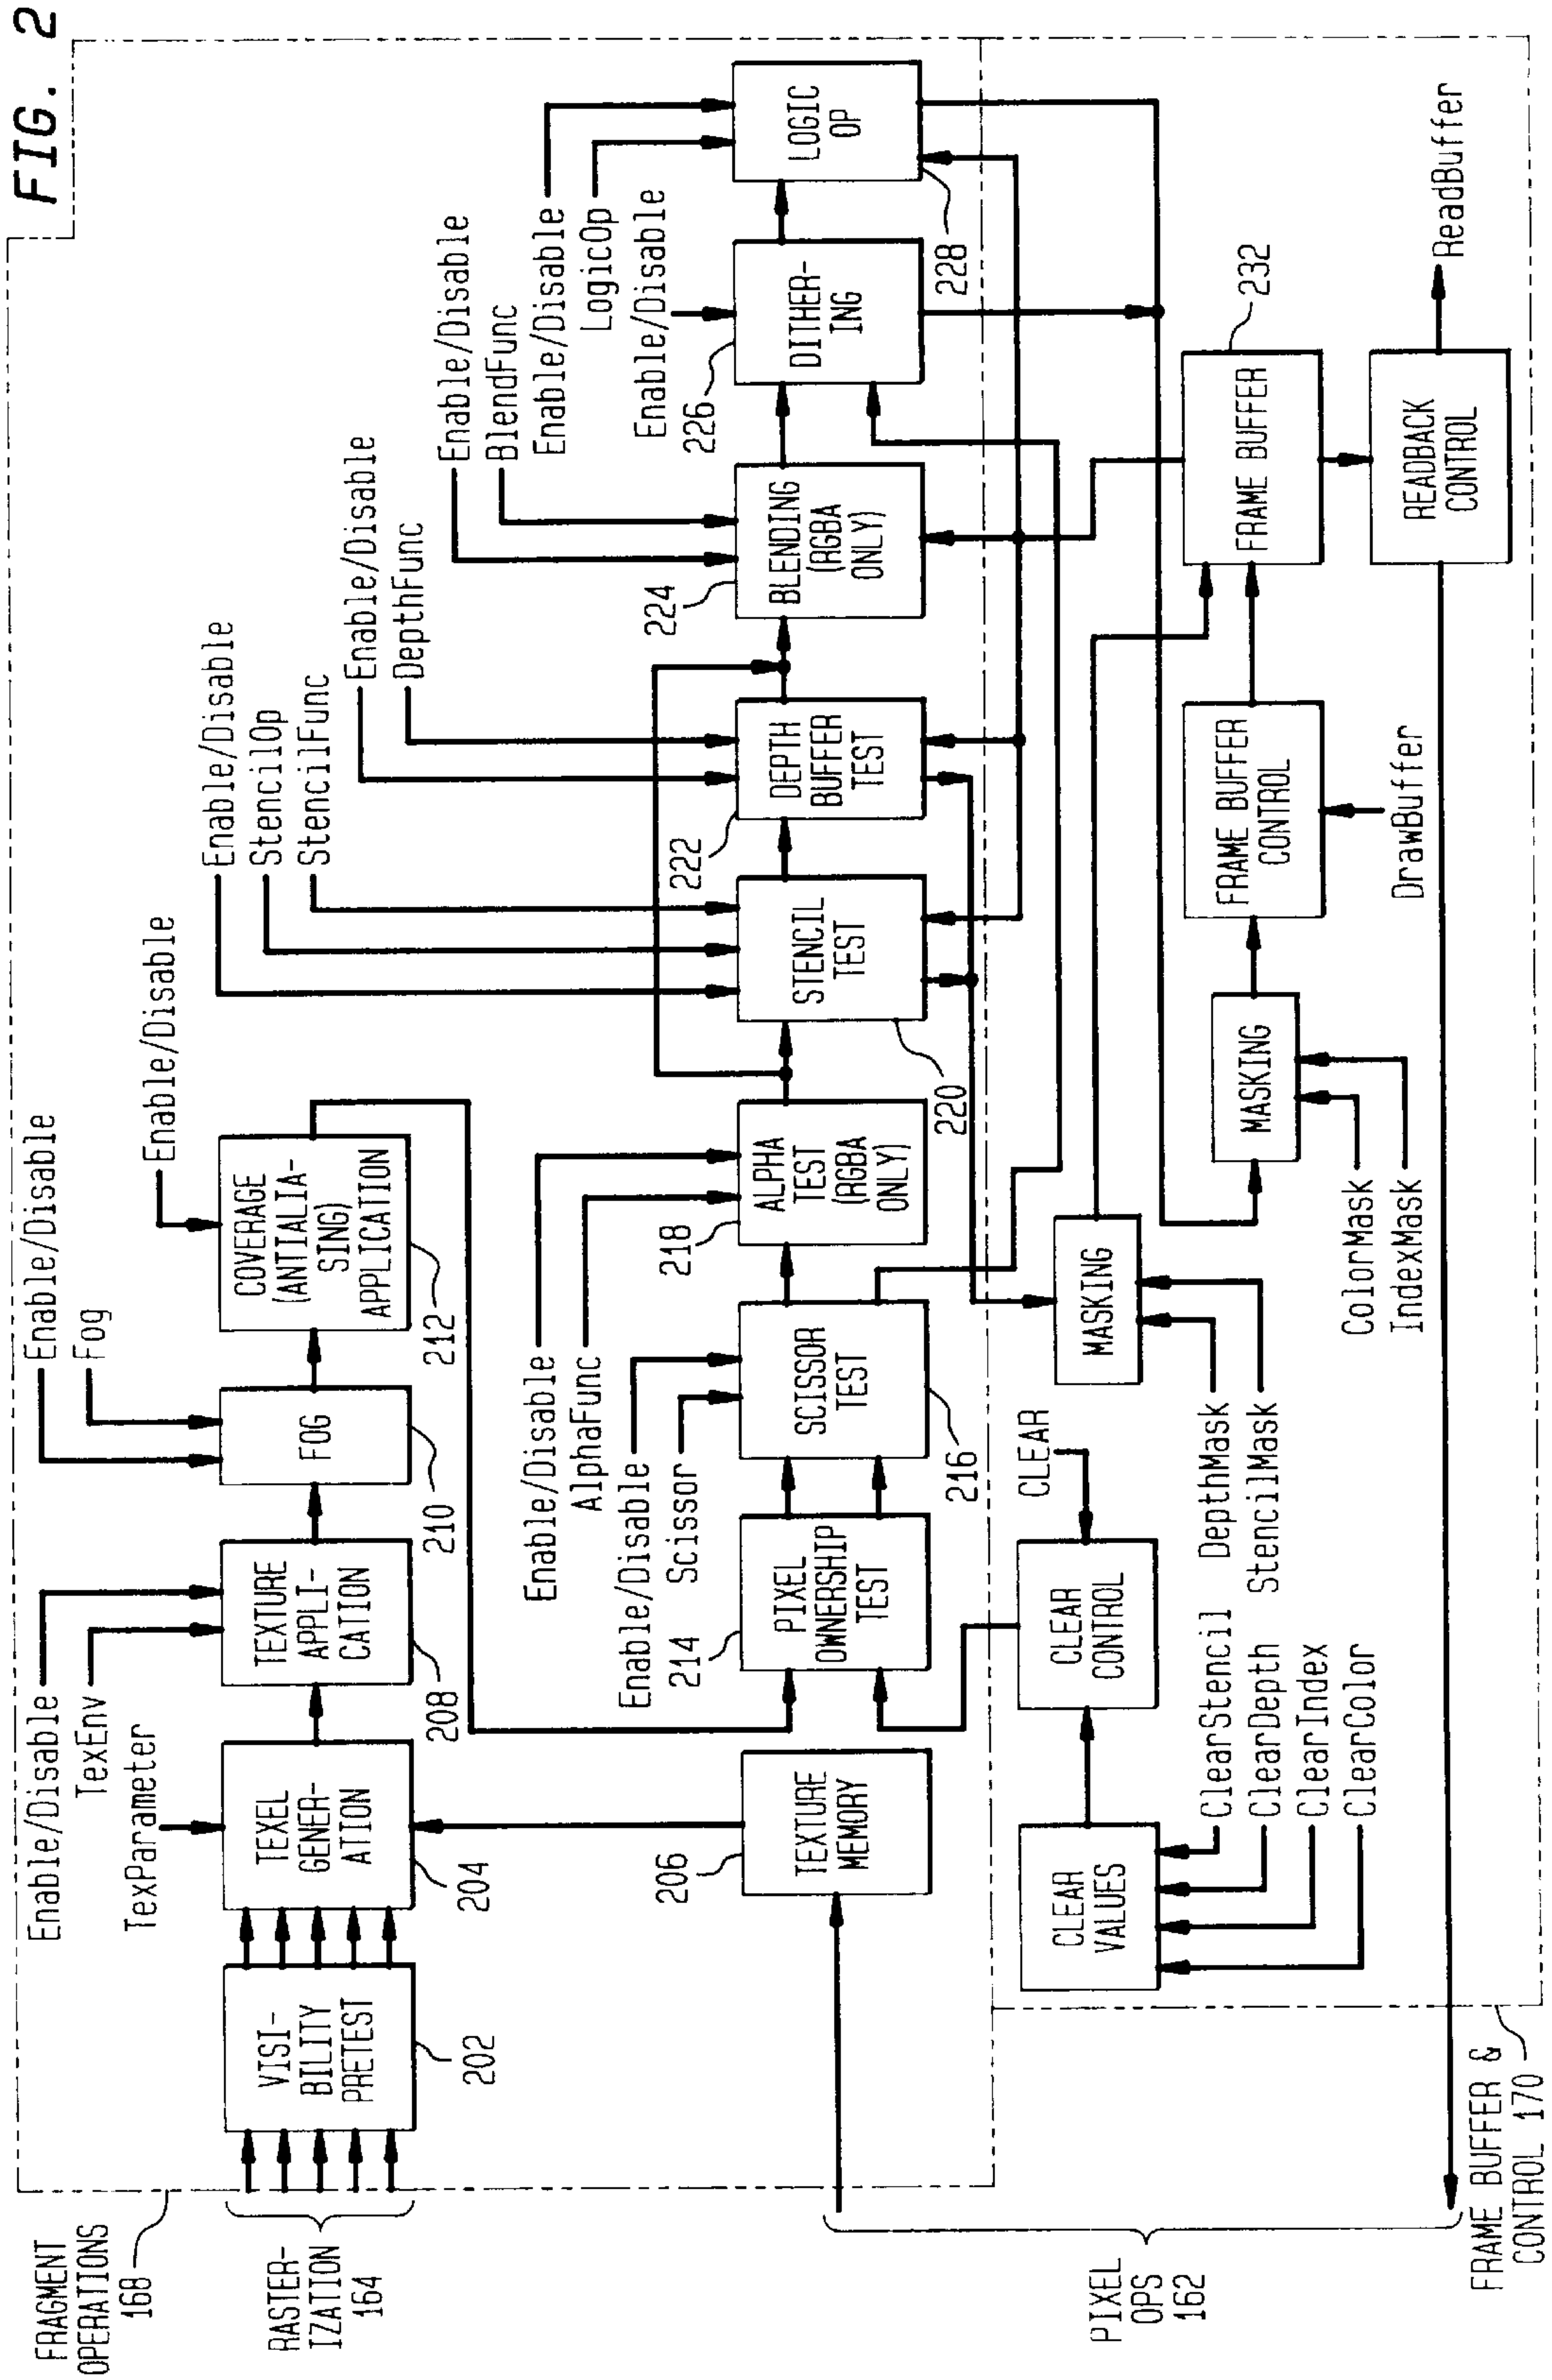 FIG. 2
FRAGMENT
OPERATIONS
168
RASTER-
IZATION
164
VISI-
BILITY
PRETEST
202
Enable/Disable
TexEnv
TexParameter
TEXEL
GENER-
ATION
204
TEXTURE
APPLI-
CATION
208
Enable/Disable
Fog
FOG
210
Enable/Disable
COVERAGE
(ANTIALIA-
SING)
APPLICATION
212
206
TEXTURE
MEMORY
214
PIXEL
OWNERSHIP
TEST
Enable/Disable
Scissor
SCISSOR
TEST
216
Enable/Disable
AlphaFunc
218
ALPHA
TEST
(RGBA
ONLY)
Enable/Disable
StencilOp
StencilFunc
STENCIL
TEST
220
Enable/Disable
DepthFunc
222
DEPTH
BUFFER
TEST
Enable/Disable
BlendFunc
224
BLENDING
(RGBA
ONLY)
Enable/Disable
226
DITHER-
ING
Enable/Disable
LogicOp
LOGIC
OP
228
PIXEL
OPS
162
CLEAR
VALUES
ClearStencil
ClearDepth
ClearIndex
ClearColor
CLEAR
CLEAR
CONTROL
MASKING
DepthMask
StencilMask
MASKING
ColorMask
IndexMask
FRAME BUFFER
CONTROL
DrawBuffer
FRAME BUFFER
232
READBACK
CONTROL
ReadBuffer
FRAME BUFFER &
CONTROL 170